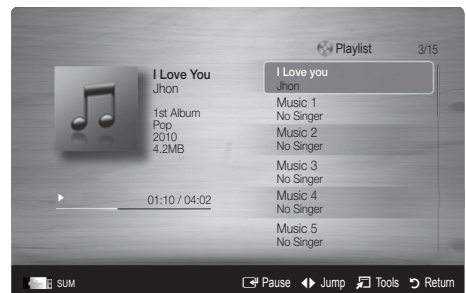 Playlist 3/15
I Love You
Jhon
1st Album
Pop
2010
4.2MB
01:10 / 04:02
I Love you
Jhon
Music 1
No Singer
Music 2
No Singer
Music 3
No Singer
Music 4
No Singer
Music 5
No Singer
SUM Pause Jump Tools Return